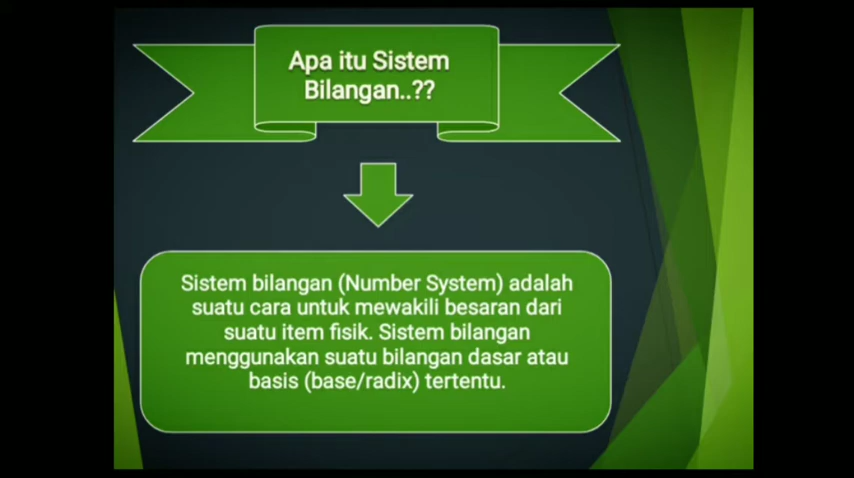 Apa itu Sistem
Bilangan..??
Sistem bilangan (Number System) adalah
suatu cara untuk mewakili besaran dari
suatu item fisik. Sistem bilangan
menggunakan suatu bilangan dasar atau
basis (base/radix) tertentu.